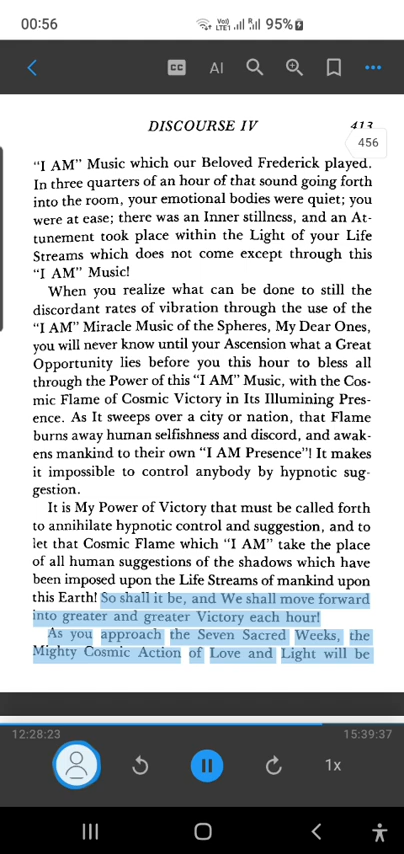 00:56
Vo))
LTE1
R
95%
CC
AI
DISCOURSE IV
413
456
“I AM” Music which our Beloved Frederick played.
In three quarters of an hour of that sound going forth
into the room, your emotional bodies were quiet; you
were at ease; there was an Inner stillness, and an At-
tunement took place within the Light of your Life
Streams which does not come except through this
“I AM” Music!
When you realize what can be done to still the
discordant rates of vibration through the use of the
“I AM” Miracle Music of the Spheres, My Dear Ones,
you will never know until your Ascension what a Great
Opportunity lies before you this hour to bless all
through the Power of this “I AM” Music, with the Cos-
mic Flame of Cosmic Victory in Its Illumining Pres-
ence. As It sweeps over a city or nation, that Flame
burns away human selfishness and discord, and awak-
ens mankind to their own “I AM Presence”! It makes
it impossible to control anybody by hypnotic sug-
gestion.
It is My Power of Victory that must be called forth
to annihilate hypnotic control and suggestion, and to
let that Cosmic Flame which “I AM” take the place
of all human suggestions of the shadows which have
been imposed upon the Life Streams of mankind upon
this Earth! So shall it be, and We shall move forward
into greater and greater Victory each hour!
As you approach the Seven Sacred Weeks, the
Mighty Cosmic Action of Love and Light will be
12:28:23
15:39:37
1x